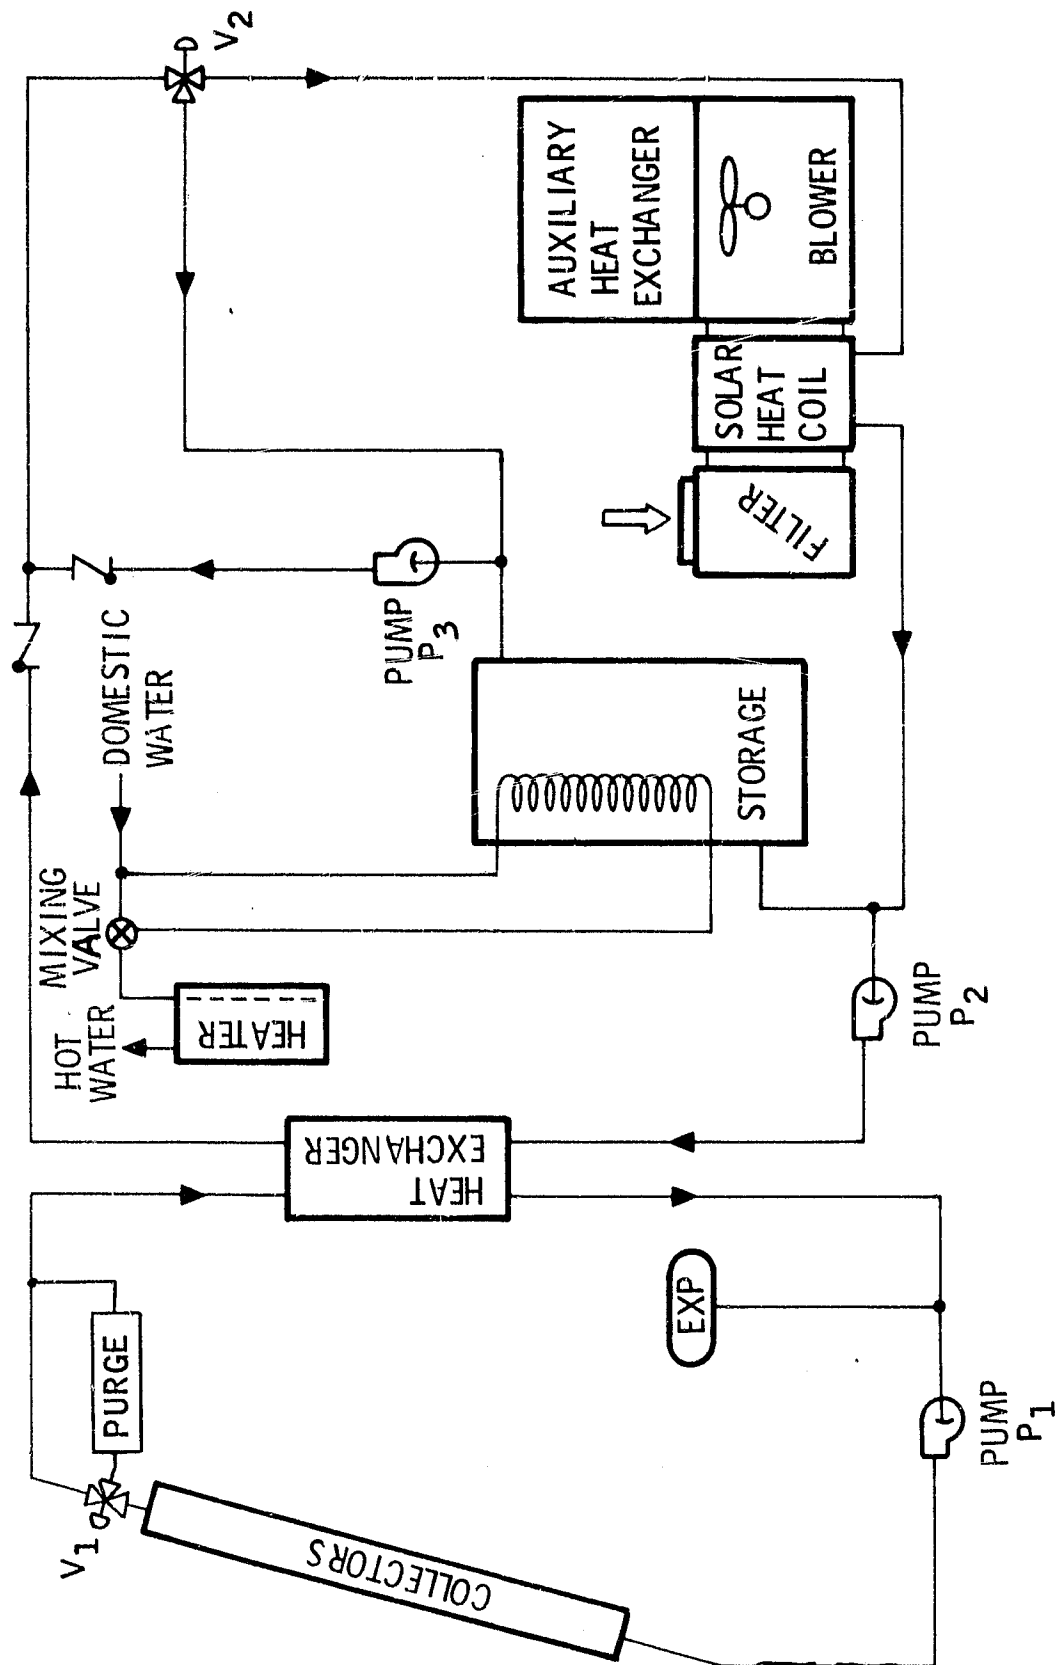 V1
PURGE
COLLECTORS
EXP
PUMP
P1
HEAT
EXCHANGER
HOT
WATER
HEATER
MIXING
VALVE
DOMESTIC
WATER
PUMP
P2
STORAGE
PUMP
P3
FILTER
SOLAR
HEAT
COIL
AUXILIARY
HEAT
EXCHANGER
BLOWER
V2